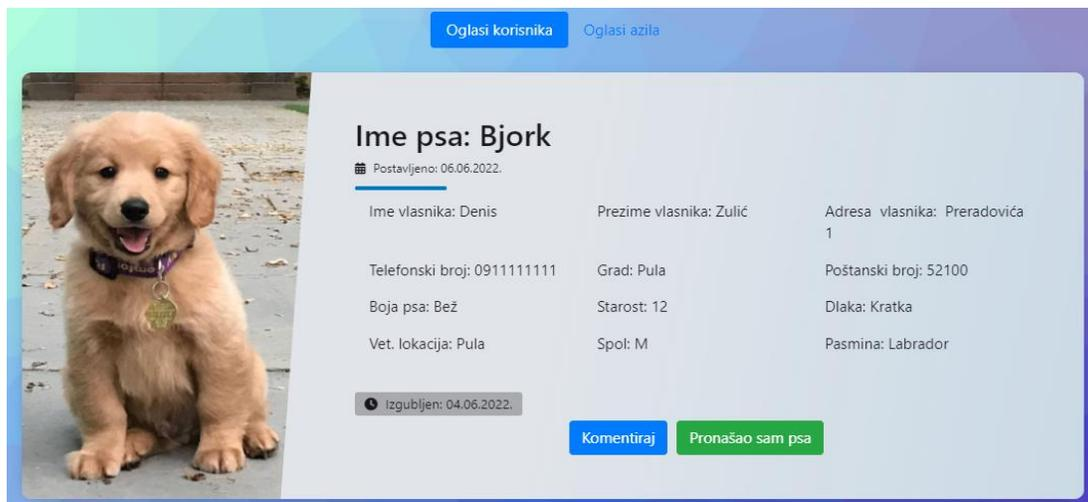 Oglasi korisnika
Oglasi azila
Ime psa: Bjork
Postavljeno: 06.06.2022.
Ime vlasnika: Denis
Prezime vlasnika: Zulić
Adresa vlasnika: Preradovića
1
Telefonski broj: 0911111111
Grad: Pula
Poštanski broj: 52100
Boja psa: Bež
Starost: 12
Dlaka: Kratka
Vet. lokacija: Pula
Spol: M
Pasmina: Labrador
Izgubljen: 04.06.2022.
Komentiraj
Pronašao sam psa